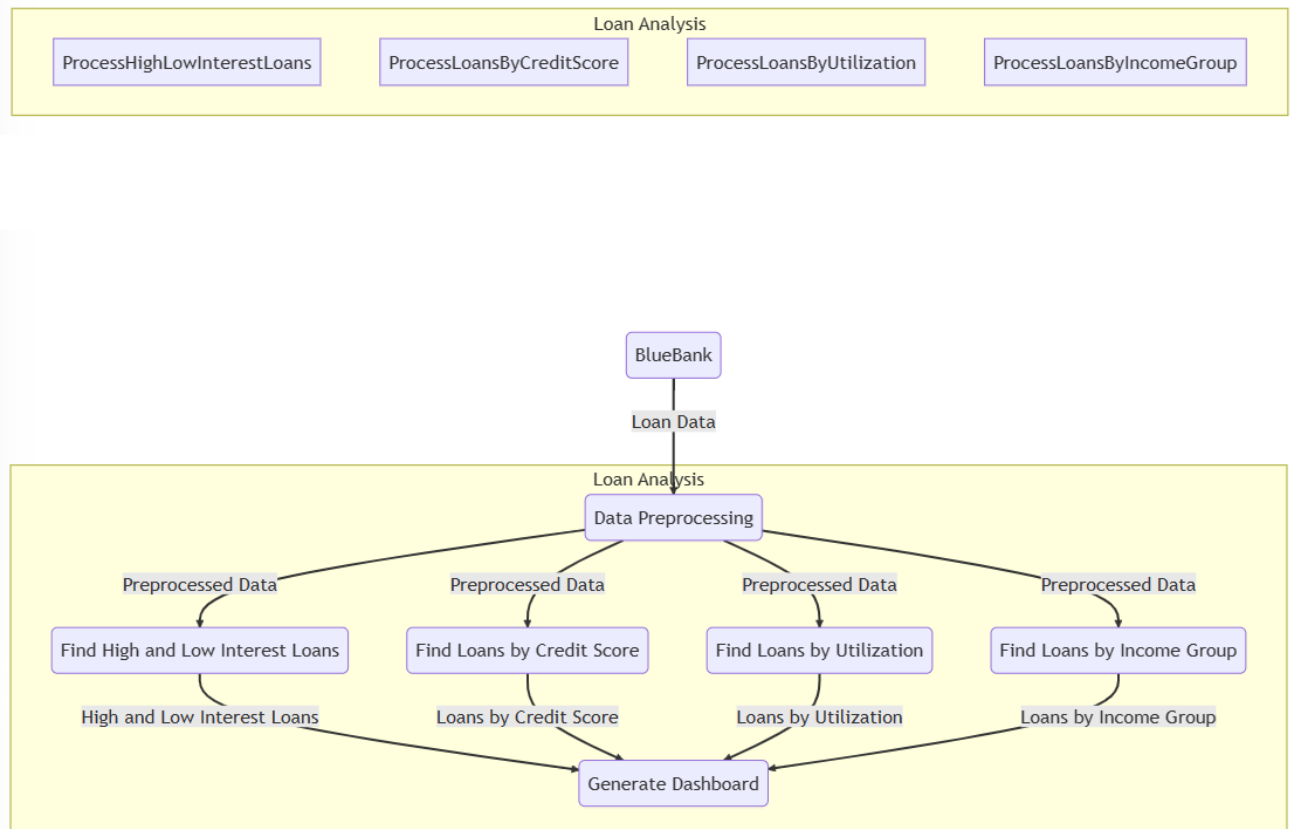 Loan Analysis
ProcessHighLowInterestLoans
ProcessLoansByCreditScore
ProcessLoansByUtilization
ProcessLoansByIncomeGroup
BlueBank
Loan Data
Loan Analysis
Data Preprocessing
Preprocessed Data
Preprocessed Data
Preprocessed Data
Preprocessed Data
Find High and Low Interest Loans
Find Loans by Credit Score
Find Loans by Utilization
Find Loans by Income Group
High and Low Interest Loans
Loans by Credit Score
Loans by Utilization
Loans by Income Group
Generate Dashboard